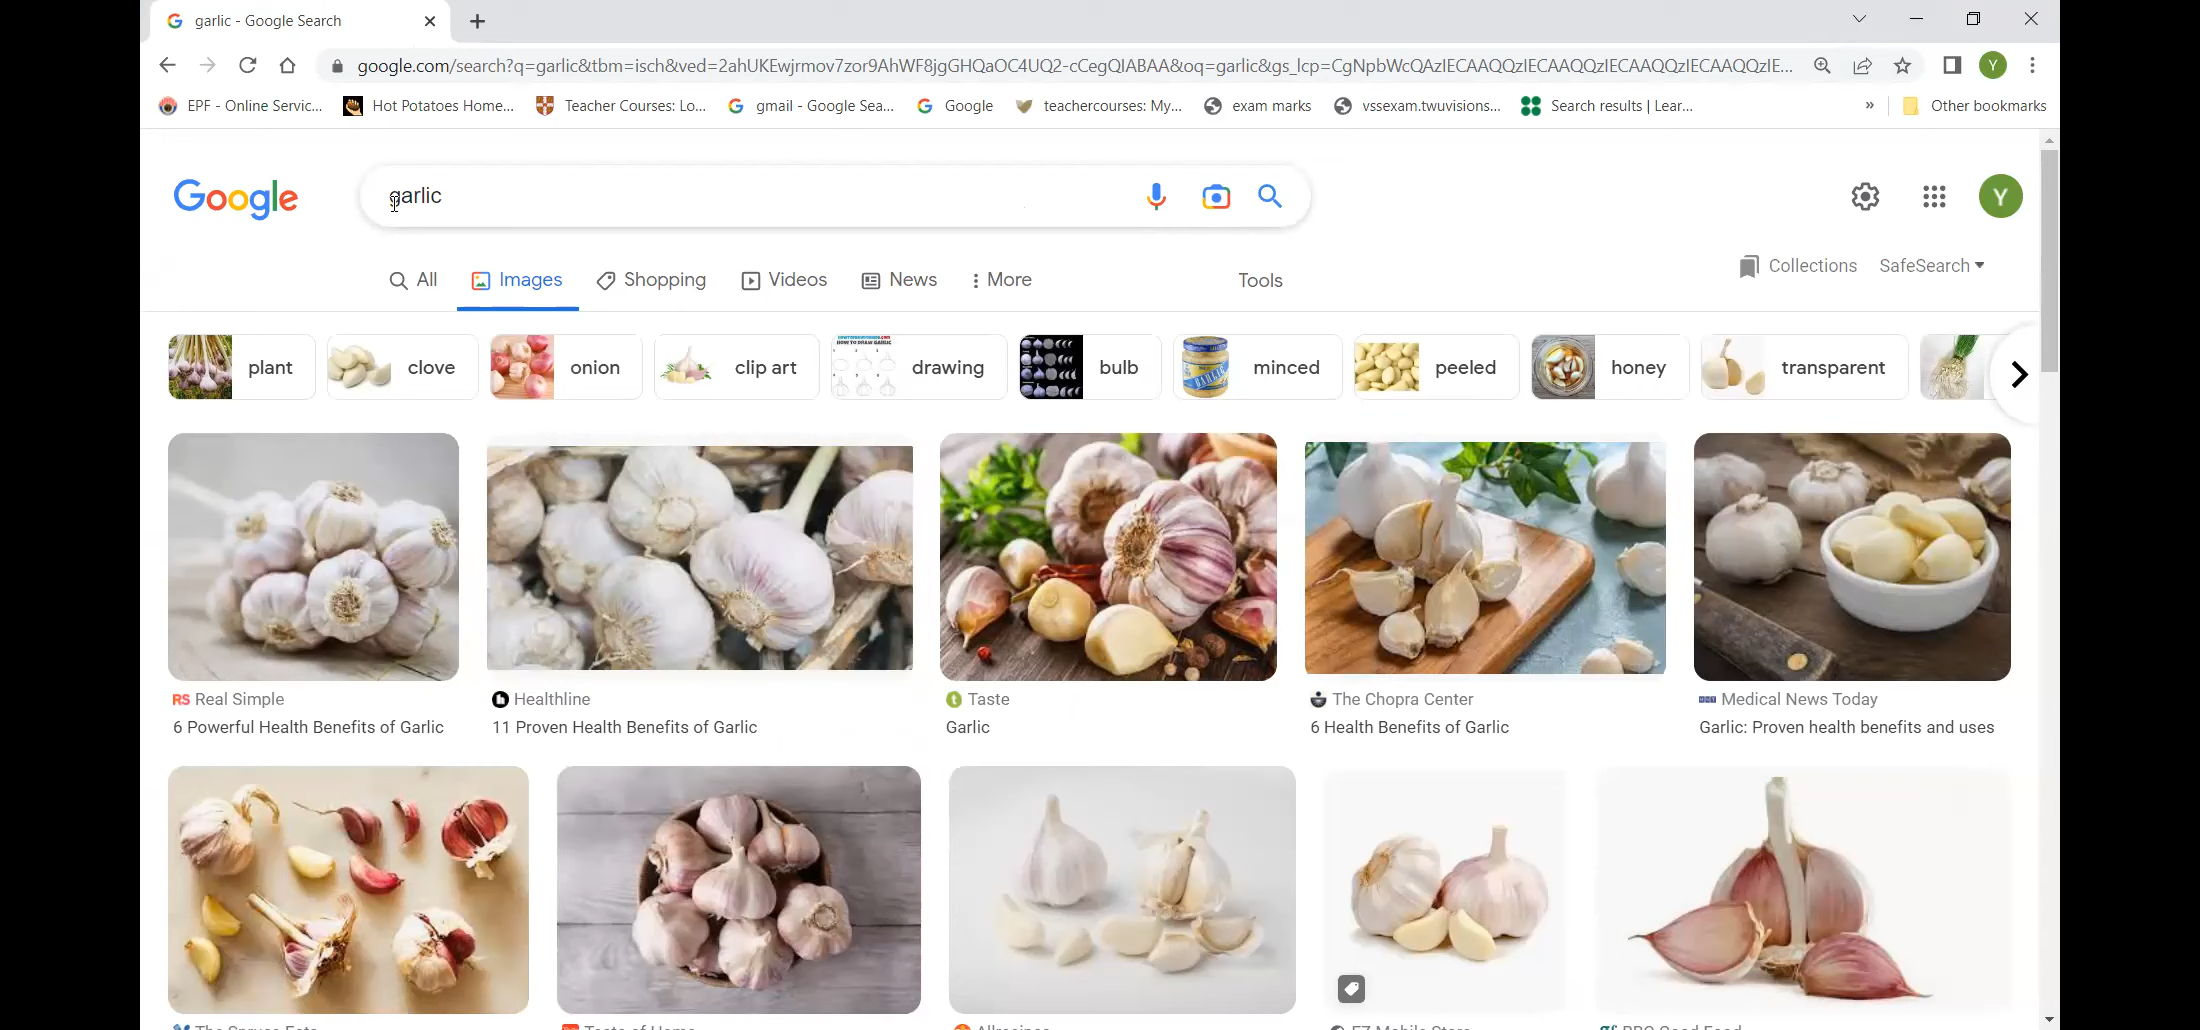 garlic - Google Search
google.com/search?q=garlic&tbm=isch&ved=2ahUKEwjrmov7zor9AhWF8jgGHQaOC4UQ2-cCegQIABAA&oq=garlic&gs_lcp=CgNpbWcQAzIECAAQQzIECAAQQzIECAAQQzIECAAQQzIE...
Y
EPF - Online Servic... Hot Potatoes Home... Teacher Courses: Lo... gmail - Google Sea... Google teachercourses: My... exam marks vssexam.twuvisions... Search results | Lear... » Other bookmarks
Google garlic Y
All Images Shopping Videos News More Tools Collections SafeSearch
plant clove onion clip art drawing bulb minced peeled honey transparent
RS Real Simple
6 Powerful Health Benefits of Garlic
Healthline
11 Proven Health Benefits of Garlic
Taste
Garlic
The Chopra Center
6 Health Benefits of Garlic
Medical News Today
Garlic: Proven health benefits and uses